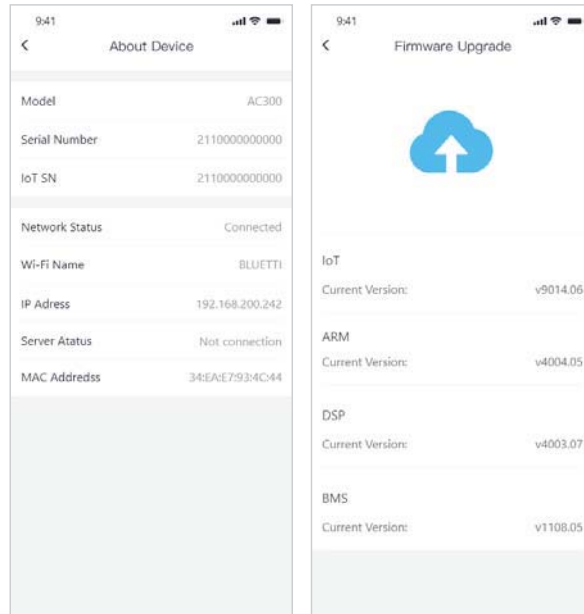 9:41
About Device
Model AC300
Serial Number 2110000000000
IoT SN 2110000000000
Network Status Connected
Wi-Fi Name BLUETTI
IP Adress 192.168.200.242
Server Atatus Not connection
MAC Addredss 34:EA:E7:93:4C:44
9:41
Firmware Upgrade
IoT
Current Version: v9014.06
ARM
Current Version: v4004.05
DSP
Current Version: v4003.07
BMS
Current Version: v1108.05